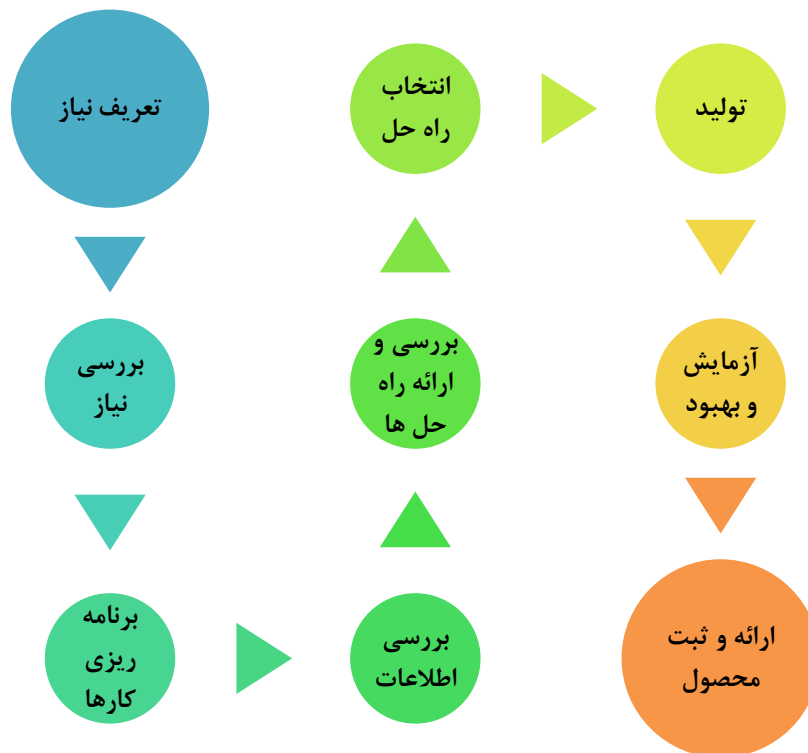 تعریف نیاز
بررسی
نیاز
برنامه
ریزی
کارها
بررسی
اطلاعات
بررسی و
ارائه راه
حل ها
انتخاب
راه حل
تولید
آزمایش
و بهبود
ارائه و ثبت
محصول